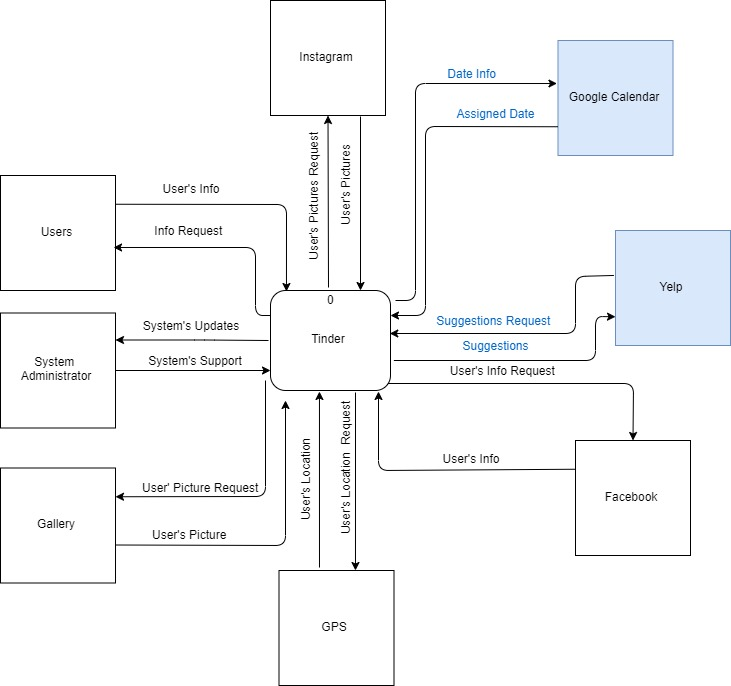 Instagram
Date Info
Google Calendar
Assigned Date
User's Pictures Request
User's Pictures
User's Info
Users
Info Request
0
Tinder
Yelp
Suggestions Request
Suggestions
System's Updates
System's Support
System
Administrator
User's Info Request
User's Info
Facebook
User' Picture Request
User's Picture
Gallery
User's Location
User's Location Request
GPS